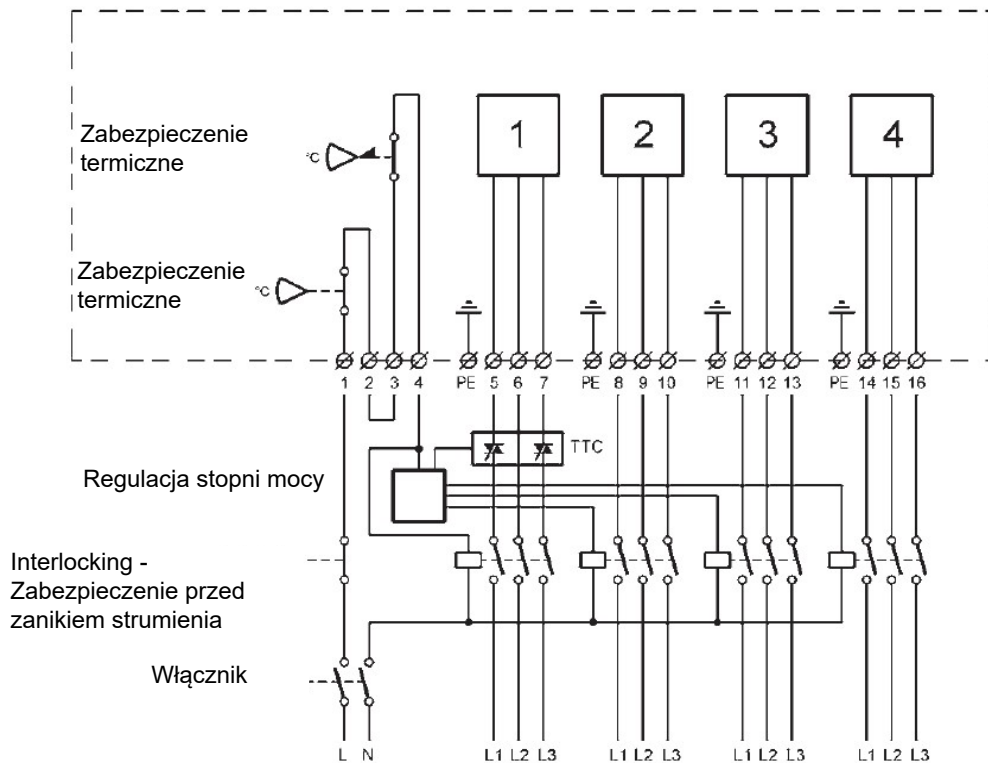 1 2 3 4
Zabezpieczenie
termiczne
°C
Zabezpieczenie
termiczne
°C
1 2 3 4 PE 5 6 7 PE 8 9 10 PE 11 12 13 PE 14 15 16
TTC
Regulacja stopni mocy
Interlocking -
Zabezpieczenie przed
zanikiem strumienia
Włącznik
L N L1 L2 L3 L1 L2 L3 L1 L2 L3 L1 L2 L3